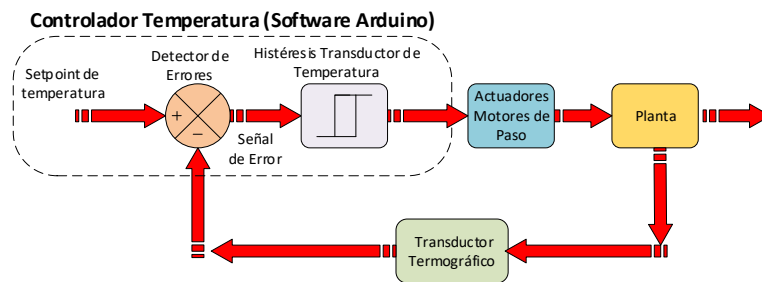 Controlador Temperatura (Software Arduino)
Setpoint de
temperatura
Detector de
Errores
+
−
Señal
de Error
Histéresis Transductor de
Temperatura
Actuadores
Motores de
Paso
Planta
Transductor
Termográfico